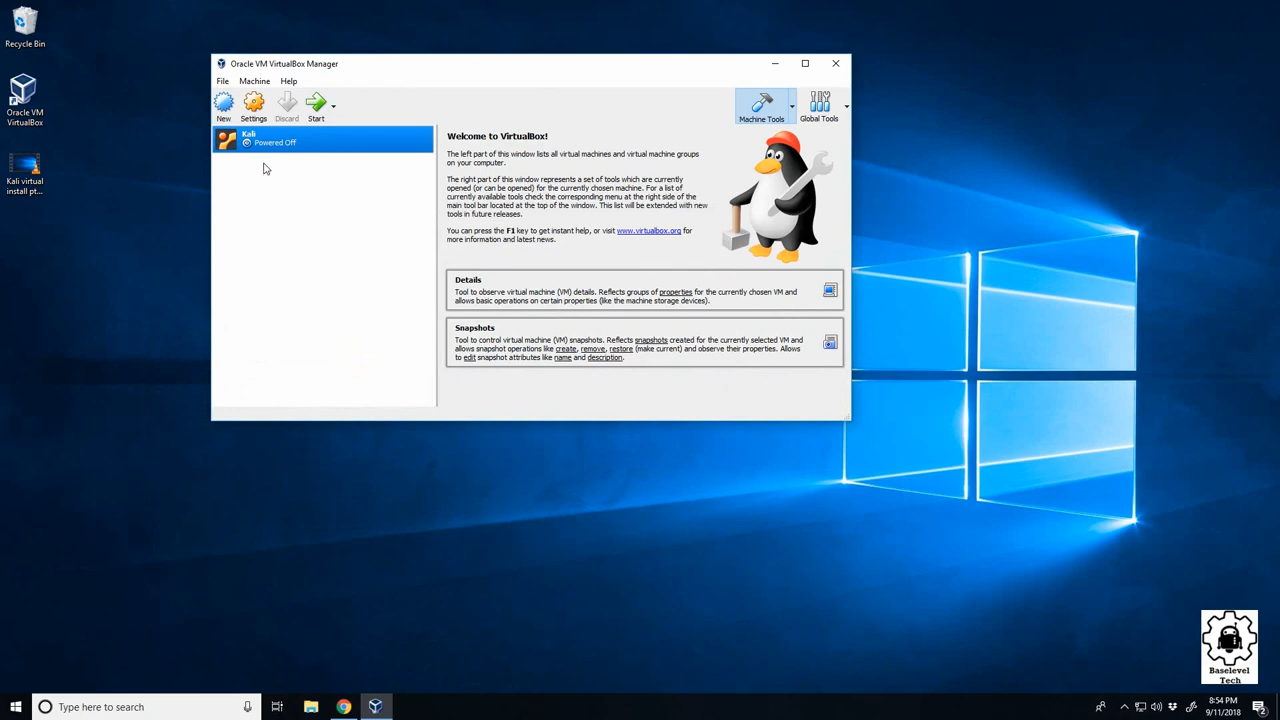 Recycle Bin
Oracle VM
VirtualBox
Kali virtual
install pt...
Oracle VM VirtualBox Manager
File Machine Help
New Settings Discard Start
Machine Tools Global Tools
Kali
Powered Off
Welcome to VirtualBox!
The left part of this window lists all virtual machines and virtual machine groups
on your computer.
The right part of this window represents a set of tools which are currently
opened (or can be opened) for the currently chosen machine. For a list of
currently available tools check the corresponding menu at the right side of the
main tool bar located at the top of the window. This list will be extended with new
tools in future releases.
You can press the F1 key to get instant help, or visit www.virtualbox.org for
more information and latest news.
Details
Tool to observe virtual machine (VM) details. Reflects groups of properties for the currently chosen VM and
allows basic operations on certain properties (like the machine storage devices).
Snapshots
Tool to control virtual machine (VM) snapshots. Reflects snapshots created for the currently selected VM and
allows snapshot operations like create, remove, restore (make current) and observe their properties. Allows
to edit snapshot attributes like name and description.
Baselevel
Tech
Type here to search
8:54 PM
9/11/2018
2